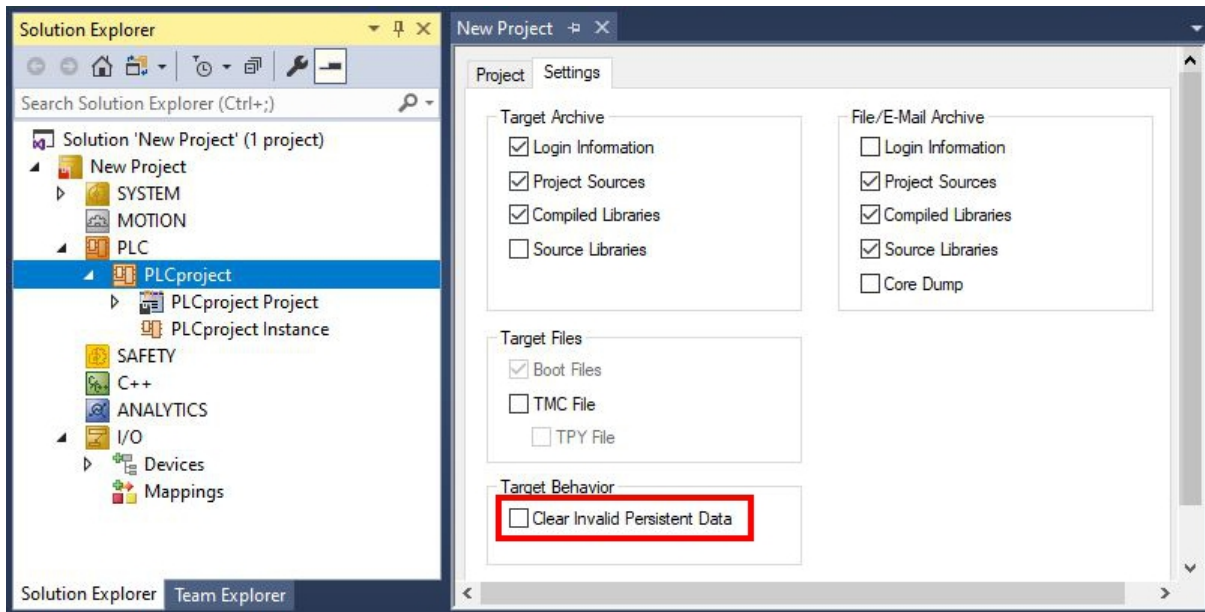 Solution Explorer
Search Solution Explorer (Ctrl+;)
Solution 'New Project' (1 project)
New Project
SYSTEM
MOTION
PLC
PLCproject
PLCproject Project
PLCproject Instance
SAFETY
C++
ANALYTICS
I/O
Devices
Mappings
Solution Explorer
Team Explorer
New Project
Project
Settings
Target Archive
Login Information
Project Sources
Compiled Libraries
Source Libraries
File/E-Mail Archive
Login Information
Project Sources
Compiled Libraries
Source Libraries
Core Dump
Target Files
Boot Files
TMC File
TPY File
Target Behavior
Clear Invalid Persistent Data